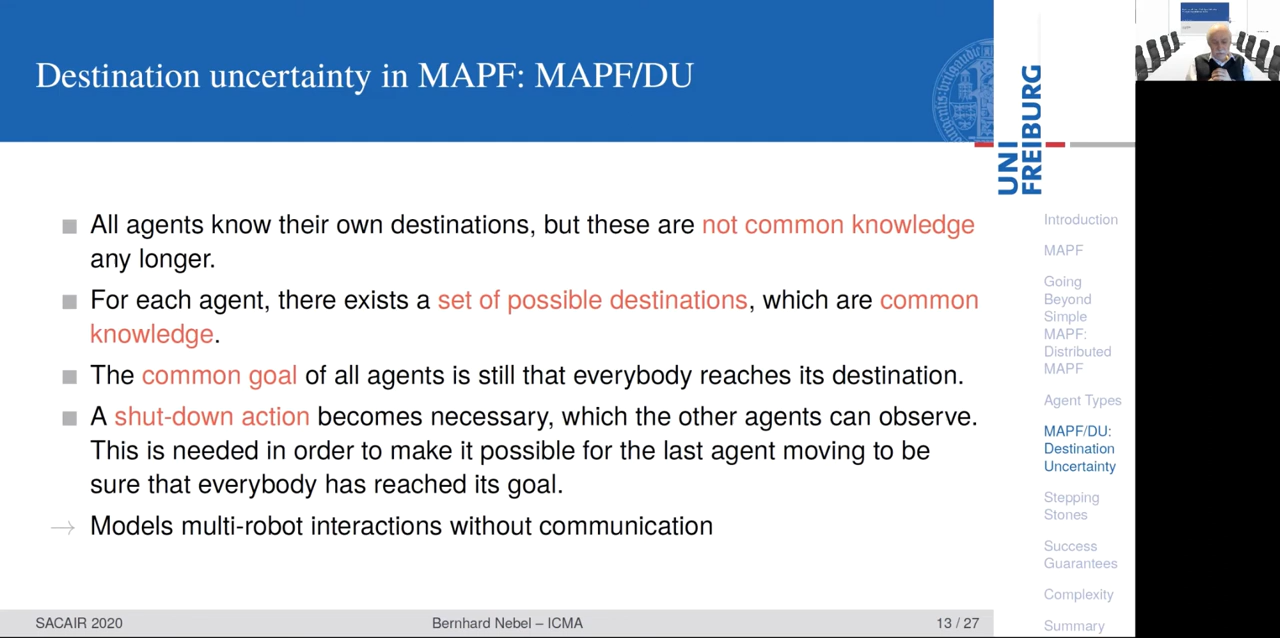 Destination uncertainty in MAPF: MAPF/DU
UNI
FREIBURG
All agents know their own destinations, but these are not common knowledge
any longer.
For each agent, there exists a set of possible destinations, which are common
knowledge.
The common goal of all agents is still that everybody reaches its destination.
A shut-down action becomes necessary, which the other agents can observe.
This is needed in order to make it possible for the last agent moving to be
sure that everybody has reached its goal.
→ Models multi-robot interactions without communication
Introduction
MAPF
Going
Beyond
Simple
MAPF:
Distributed
MAPF
Agent Types
MAPF/DU:
Destination
Uncertainty
Stepping
Stones
Success
Guarantees
Complexity
Summary
SACAIR 2020
Bernhard Nebel – ICMA
13 / 27